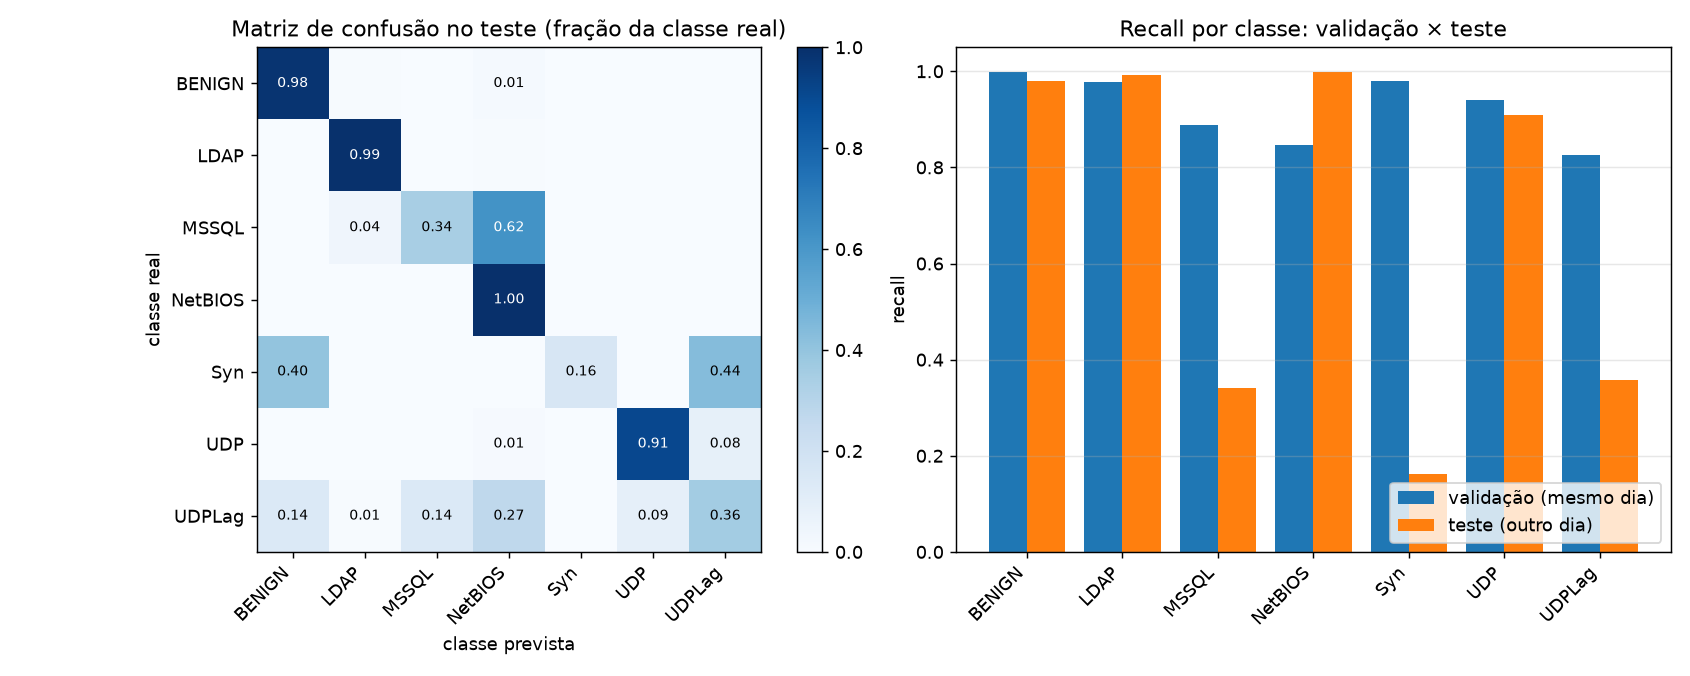 Matriz de confusão no teste (fração da classe real)
BENIGN 0.98 0.01
LDAP 0.99
MSSQL 0.04 0.34 0.62
NetBIOS 1.00
Syn 0.40 0.16 0.44
UDP 0.01 0.91 0.08
UDPLag 0.14 0.01 0.14 0.27 0.09 0.36
classe real
BENIGN LDAP MSSQL NetBIOS Syn UDP UDPLag
classe prevista
1.0
0.8
0.6
0.4
0.2
0.0
Recall por classe: validação × teste
recall
1.0
0.8
0.6
0.4
0.2
0.0
validação (mesmo dia)
teste (outro dia)
BENIGN LDAP MSSQL NetBIOS Syn UDP UDPLag